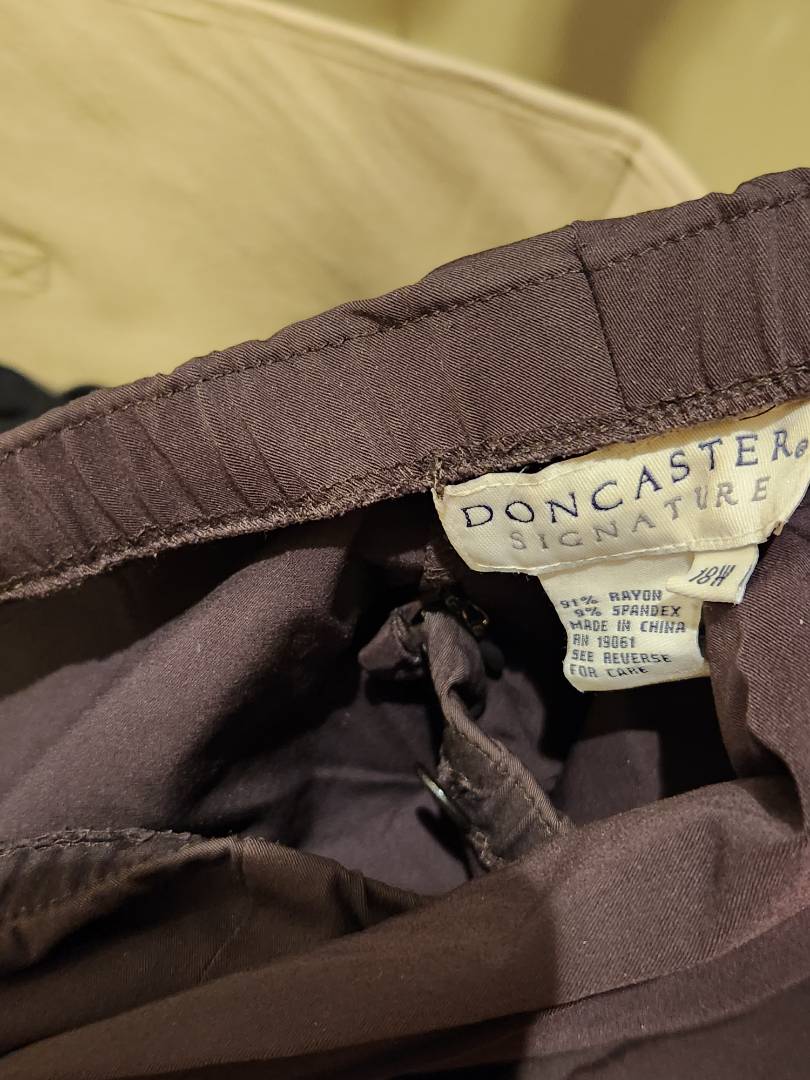 DONCASTER®
SIGNATURE
18W
91% RAYON
9% SPANDEX
MADE IN CHINA
RN 19061
SEE REVERSE
FOR CARE